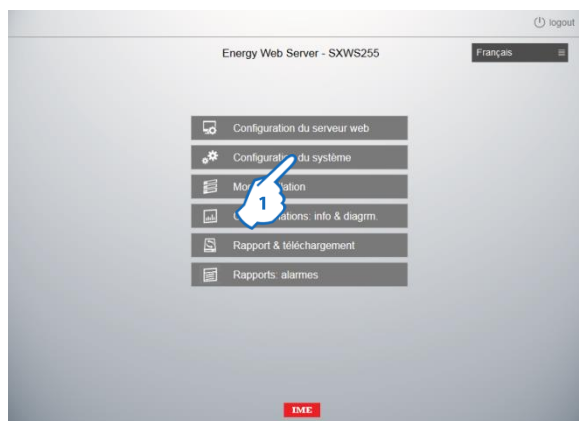 logout
Energy Web Server - SXWS255
Français
Configuration du serveur web
Configuration du système
1
info & diagrm.
Rapport & téléchargement
Rapports: alarmes
IME